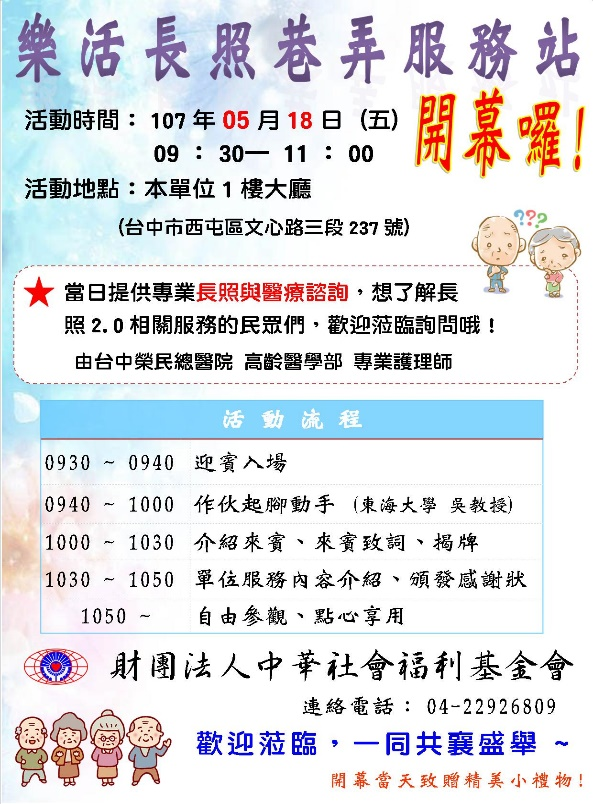 樂活長照巷弄服務站
活動時間：107年05月18日（五）
開幕囉!
09：30— 11：00
活動地點：本單位1樓大廳
（台中市西屯區文心路三段237號）
???
★當日提供專業長照與醫療諮詢，想了解長
照2.0相關服務的民眾們，歡迎蒞臨詢問哦！
由台中榮民總醫院 高齡醫學部 專業護理師
活動流程
0930 ~ 0940 迎賓入場
0940 ~ 1000 作伙起腳動手 (東海大學 吳教授)
1000 ~ 1030 介紹來賓、來賓致詞、揭牌
1030 ~ 1050 單位服務內容介紹、頒發感謝狀
1050 ~ 自由參觀、點心享用
財團法人中華社會福利基金會
連絡電話：04-22926809
歡迎蒞臨，一同共襄盛舉 ~
開幕當天致贈精美小禮物!